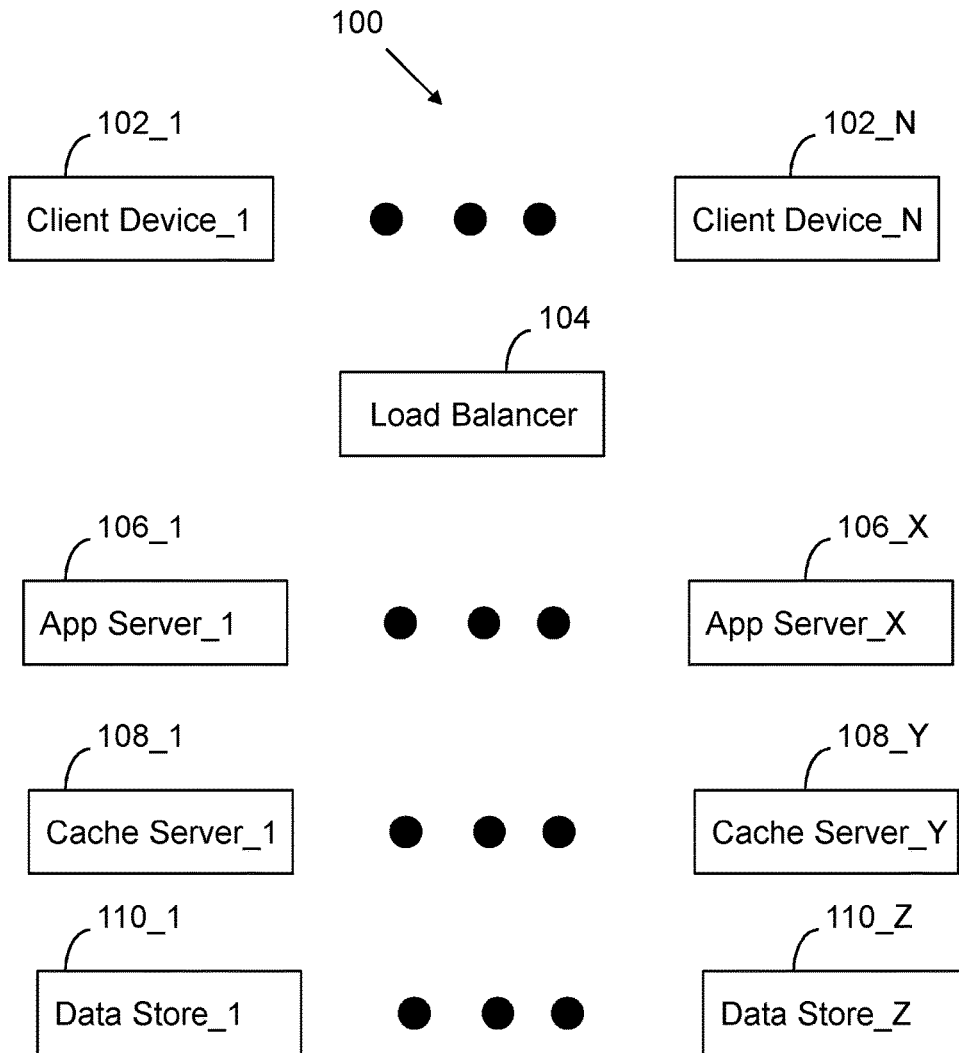 100
102_1
102_N
Client Device_1
Client Device_N
104
Load Balancer
106_1
106_X
App Server_1
App Server_X
108_1
108_Y
Cache Server_1
Cache Server_Y
110_1
110_Z
Data Store_1
Data Store_Z